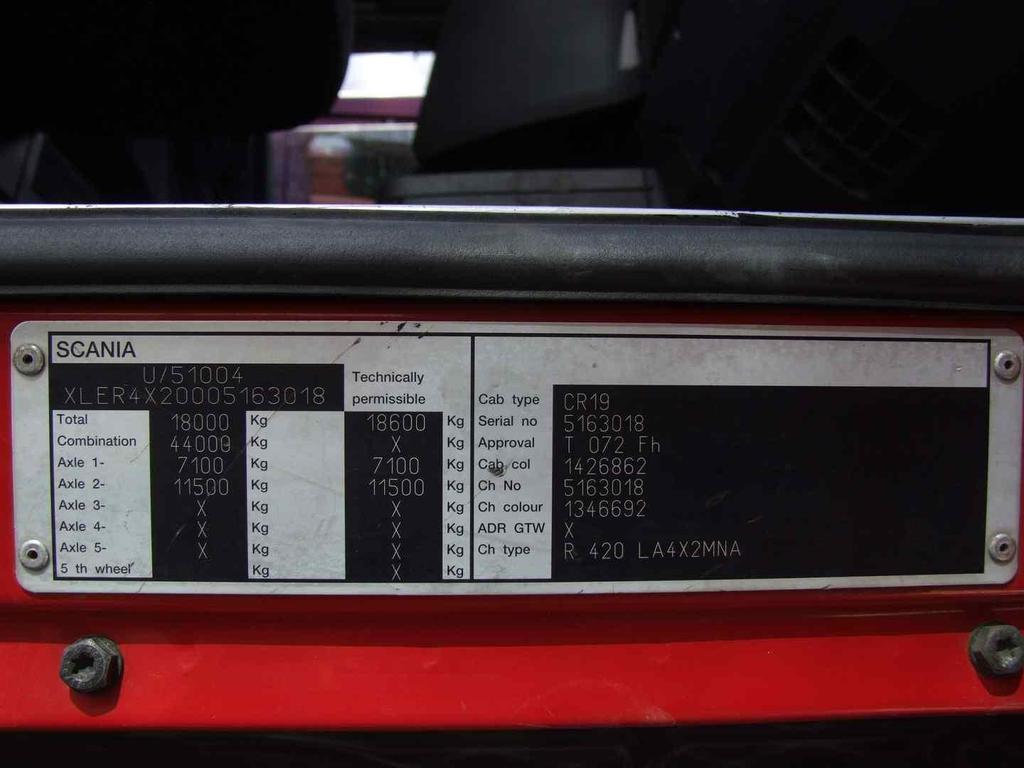 SCANIA
U/51004
XLER4X20005163018
Technically
permissible
Total 18000 Kg 18600 Kg
Combination 44000 Kg X Kg
Axle 1- 7100 Kg 7100 Kg
Axle 2- 11500 Kg 11500 Kg
Axle 3- X Kg X Kg
Axle 4- X Kg X Kg
Axle 5- X Kg X Kg
5 th wheel Kg X Kg
Cab type CR19
Serial no 5163018
Approval T 072 Fh
Cab col 1426862
Ch No 5163018
Ch colour 1346692
ADR GTW X
Ch type R 420 LA4X2MNA